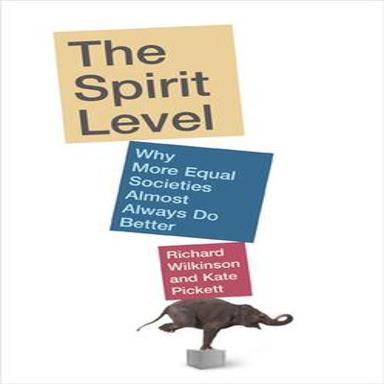 The
Spirit
Level
Why
More Equal
Societies
Almost
Always Do
Better
Richard
Wilkinson
and Kate
Pickett